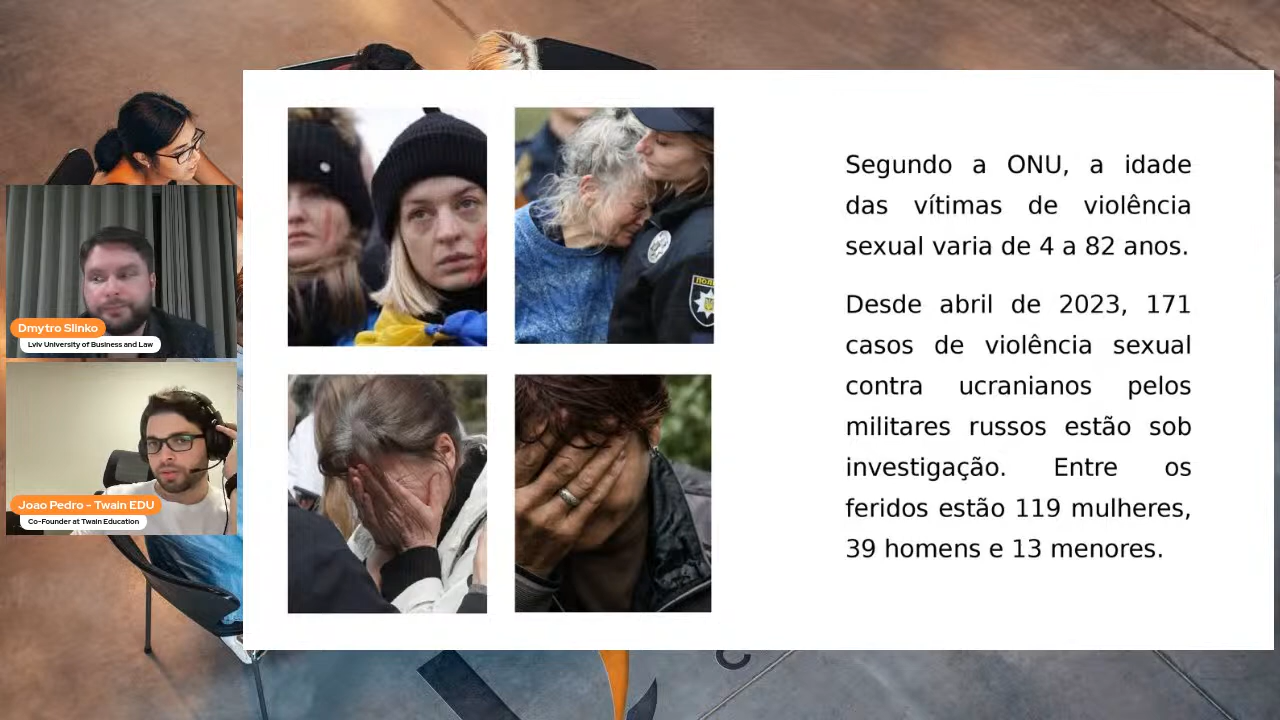 Segundo a ONU, a idade
das vítimas de violência
sexual varia de 4 a 82 anos.
Desde abril de 2023, 171
casos de violência sexual
contra ucranianos pelos
militares russos estão sob
investigação. Entre os
feridos estão 119 mulheres,
39 homens e 13 menores.
Dmytro Slinko
Lviv University of Business and Law
Joao Pedro - Twain EDU
Co-Founder at Twain Education